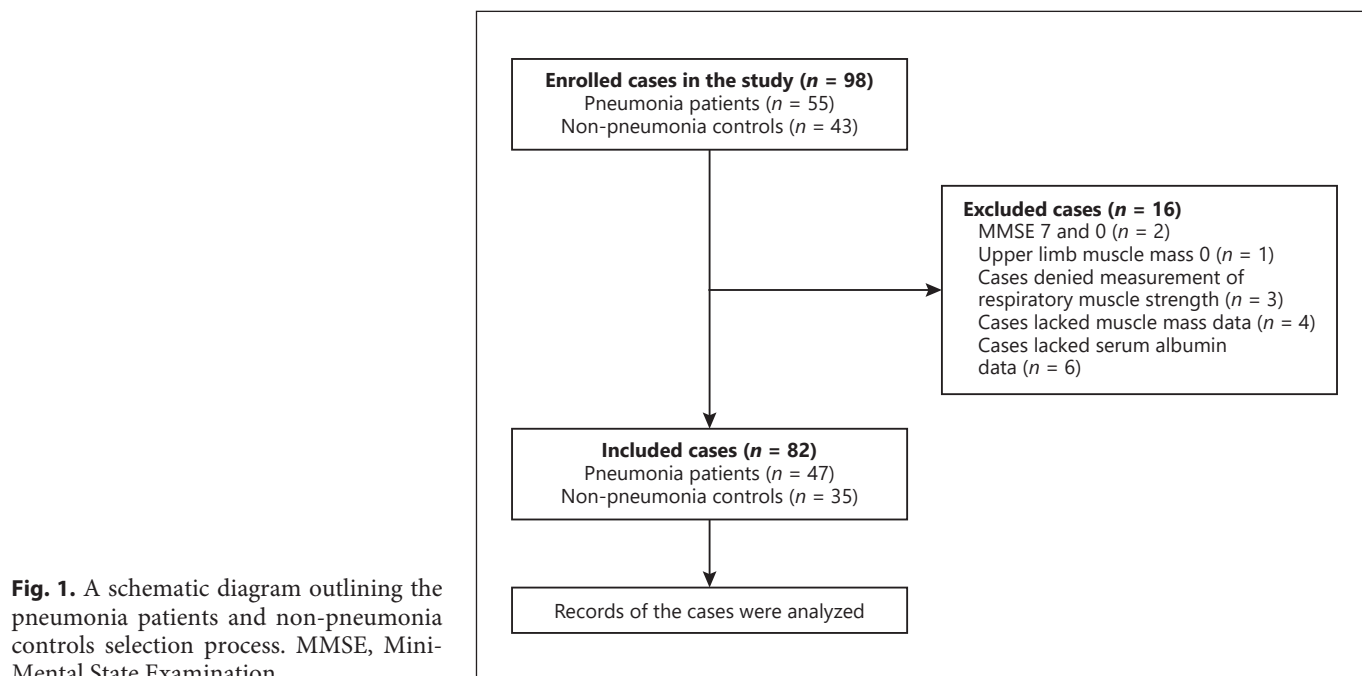 Enrolled cases in the study (n = 98)
Pneumonia patients (n = 55)
Non-pneumonia controls (n = 43)
Excluded cases (n = 16)
MMSE 7 and 0 (n = 2)
Upper limb muscle mass 0 (n = 1)
Cases denied measurement of
respiratory muscle strength (n = 3)
Cases lacked muscle mass data (n = 4)
Cases lacked serum albumin
data (n = 6)
Included cases (n = 82)
Pneumonia patients (n = 47)
Non-pneumonia controls (n = 35)
Records of the cases were analyzed
Fig. 1. A schematic diagram outlining the
pneumonia patients and non-pneumonia
controls selection process. MMSE, Mini-
Mental State Examination